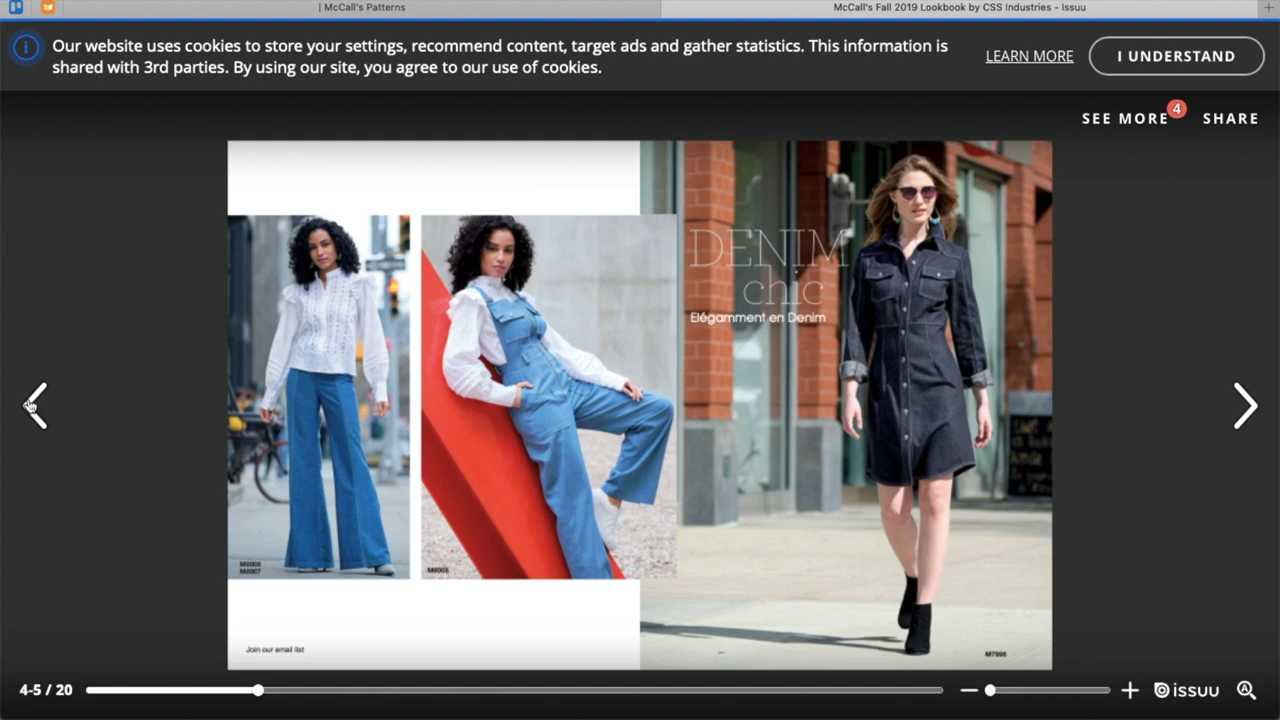 | McCall's Patterns
McCall's Fall 2019 Lookbook by CSS Industries - Issuu
Our website uses cookies to store your settings, recommend content, target ads and gather statistics. This information is
shared with 3rd parties. By using our site, you agree to our use of cookies.
LEARN MORE
I UNDERSTAND
SEE MORE
4
SHARE
DENIM
chic
Elégamment en Denim
M8007
M7996
Join our email list
4-5 / 20
issuu